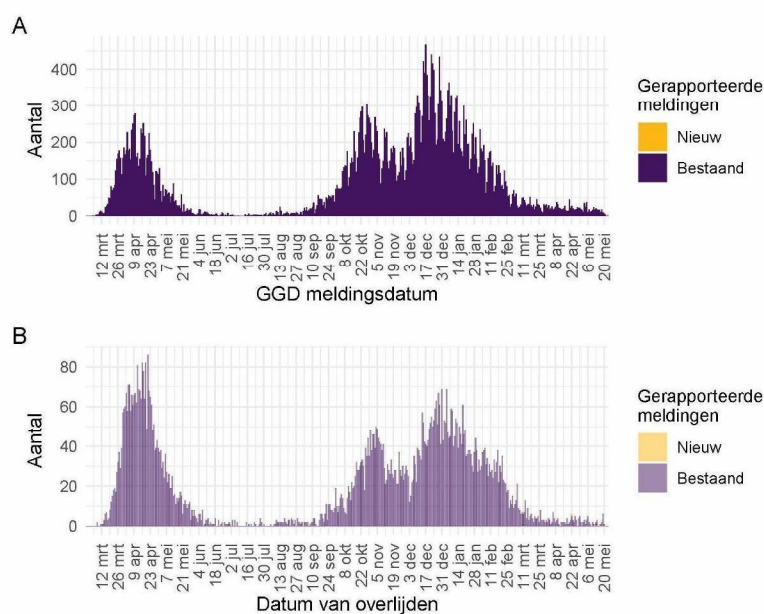 A
Aantal
400
300
200
100
0
12 mrt
26 mrt
9 apr
23 apr
7 mei
21 mei
4 jun
18 jun
2 jul
16 jul
30 jul
13 aug
27 aug
10 sep
24 sep
8 okt
22 okt
5 nov
19 nov
3 dec
17 dec
31 dec
14 jan
28 jan
11 feb
25 feb
11 mrt
25 mrt
8 apr
22 apr
6 mei
20 mei
GGD meldingsdatum
Gerapporteerde
meldingen
Nieuw
Bestaand
B
Aantal
80
60
40
20
0
12 mrt
26 mrt
9 apr
23 apr
7 mei
21 mei
4 jun
18 jun
2 jul
16 jul
30 jul
13 aug
27 aug
10 sep
24 sep
8 okt
22 okt
5 nov
19 nov
3 dec
17 dec
31 dec
14 jan
28 jan
11 feb
25 feb
11 mrt
25 mrt
8 apr
22 apr
6 mei
20 mei
Datum van overlijden
Gerapporteerde
meldingen
Nieuw
Bestaand